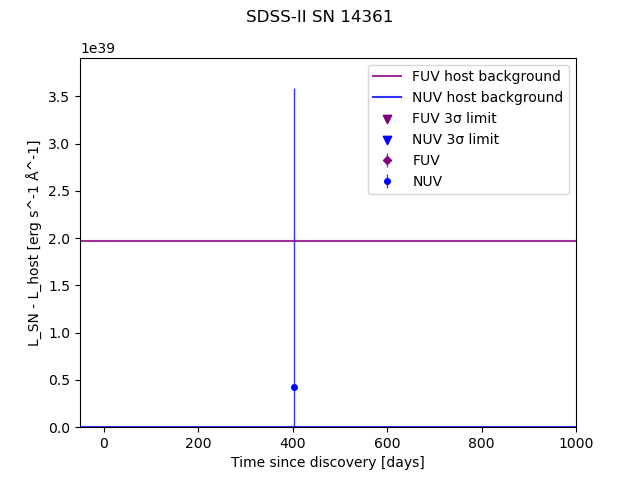 SDSS-II SN 14361
1e39
FUV host background
NUV host background
FUV 3σ limit
NUV 3σ limit
FUV
NUV
3.5
3.0
2.5
2.0
1.5
1.0
0.5
0.0
L_SN - L_host [erg s^-1 Å^-1]
0 200 400 600 800 1000
Time since discovery [days]